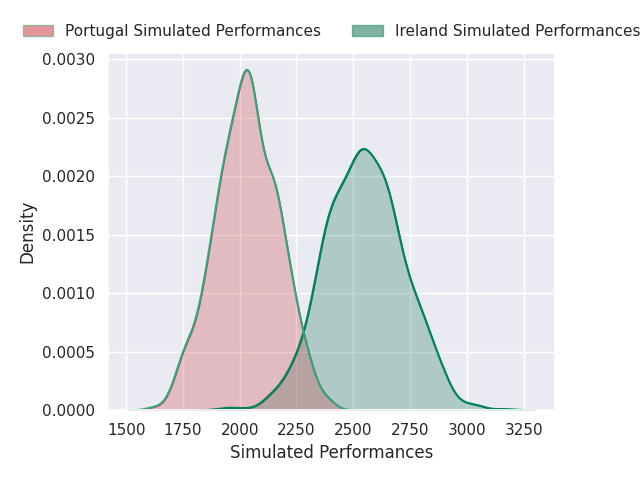 Portugal Simulated Performances Ireland Simulated Performances
0.0030
0.0025
0.0020
0.0015
0.0010
0.0005
0.0000
Density
1500 1750 2000 2250 2500 2750 3000 3250
Simulated Performances